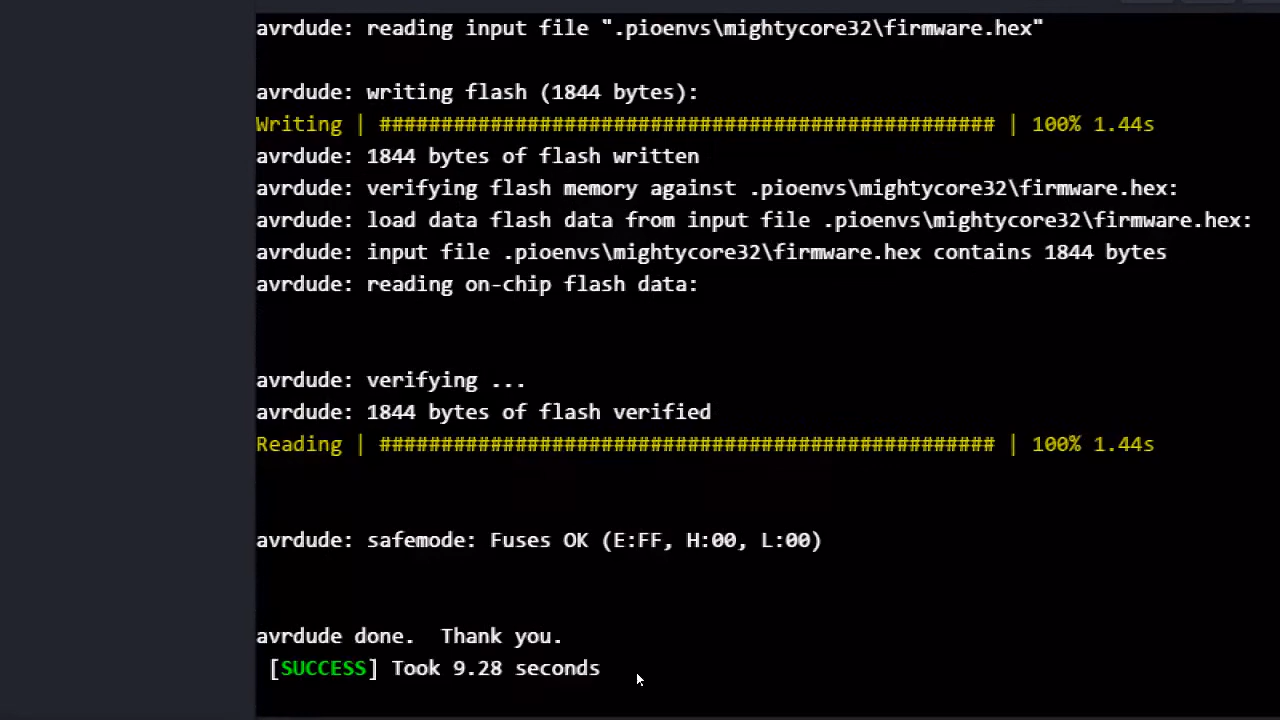 avrdude: reading input file ".pioenvs\mightycore32\firmware.hex"
avrdude: writing flash (1844 bytes):
Writing | ################################################## | 100% 1.44s
avrdude: 1844 bytes of flash written
avrdude: verifying flash memory against .pioenvs\mightycore32\firmware.hex:
avrdude: load data flash data from input file .pioenvs\mightycore32\firmware.hex:
avrdude: input file .pioenvs\mightycore32\firmware.hex contains 1844 bytes
avrdude: reading on-chip flash data:
avrdude: verifying ...
avrdude: 1844 bytes of flash verified
Reading | ################################################## | 100% 1.44s
avrdude: safemode: Fuses OK (E:FF, H:00, L:00)
avrdude done.  Thank you.
[SUCCESS] Took 9.28 seconds